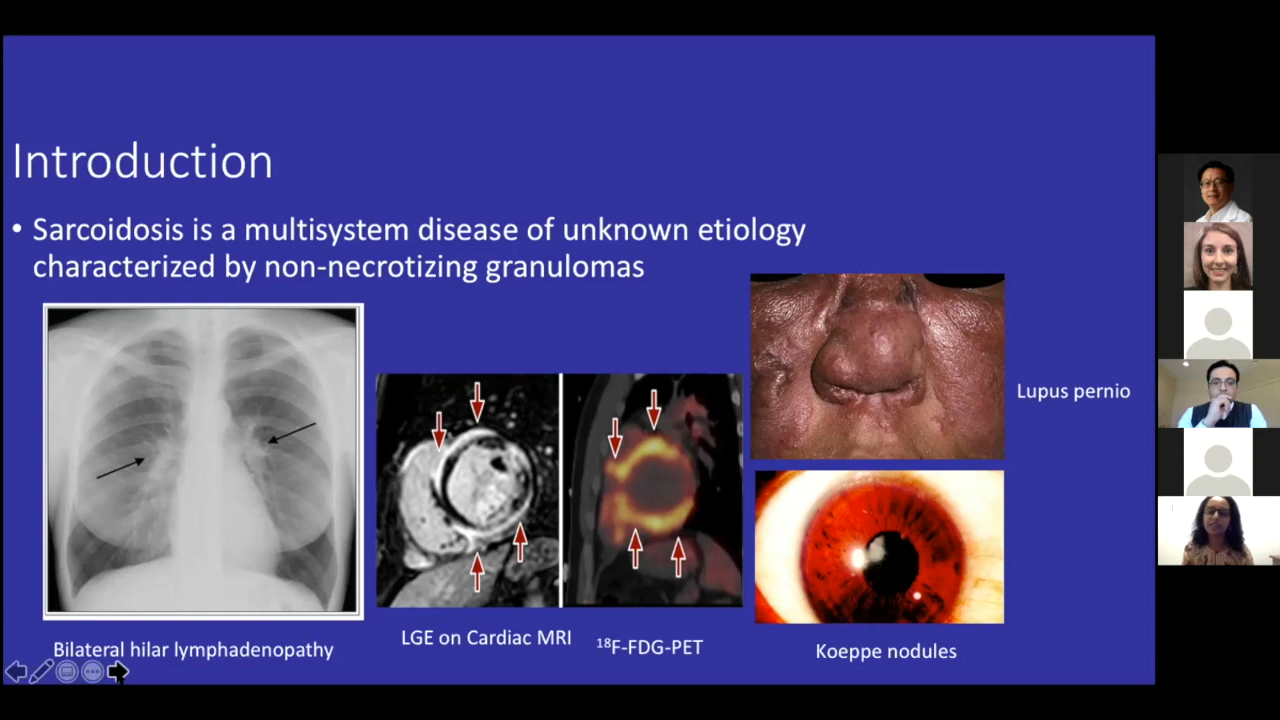 Introduction
• Sarcoidosis is a multisystem disease of unknown etiology
characterized by non-necrotizing granulomas
Lupus pernio
LGE on Cardiac MRI
¹⁸F-FDG-PET
Bilateral hilar lymphadenopathy
Koeppe nodules